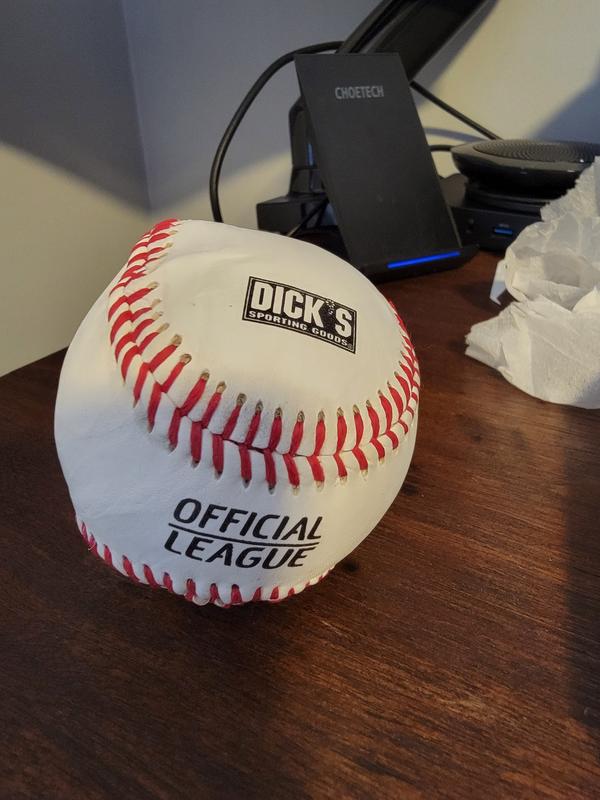 CHOETECH
DICK'S
SPORTING GOODS
OFFICIAL
LEAGUE